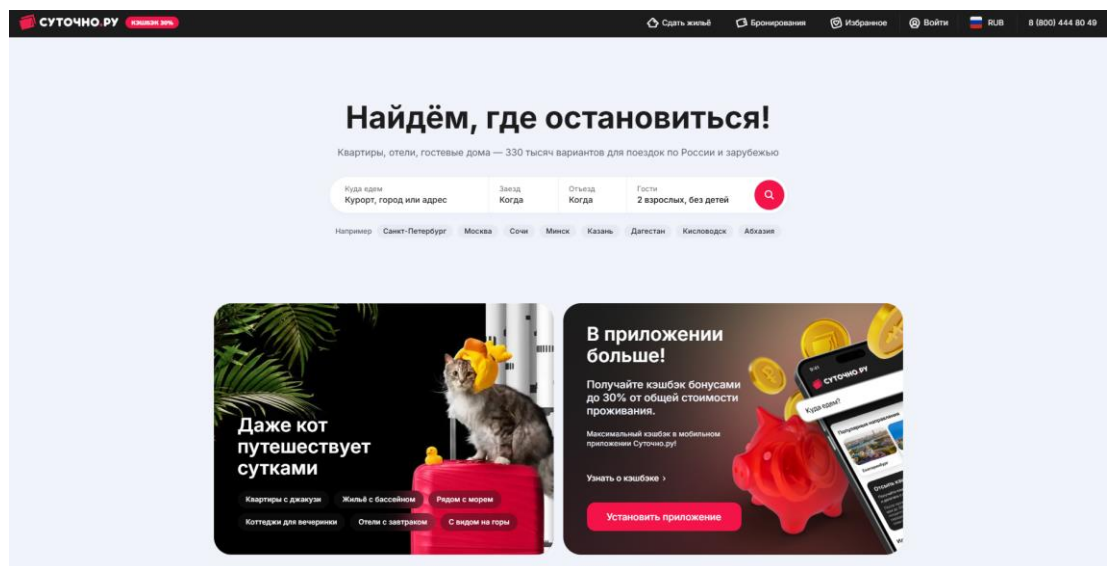 СУТОЧНО.РУ КЭШБЭК 30% Сдать жильё Бронирования Избранное Войти RUB 8 (800) 444 80 49
Найдём, где остановиться!
Квартиры, отели, гостевые дома — 330 тысяч вариантов для поездок по России и зарубежью
Куда едем Заезд Отъезд Гости
Курорт, город или адрес Когда Когда 2 взрослых, без детей
Например Санкт-Петербург Москва Сочи Минск Казань Дагестан Кисловодск Абхазия
Даже кот
путешествует
сутками
Квартиры с джакузи Жильё с бассейном Рядом с морем
Коттеджи для вечеринки Отели с завтраком С видом на горы
В приложении
больше!
Получайте кэшбэк бонусами
до 30% от общей стоимости
проживания.
Максимальный кэшбэк в мобильном
приложении Суточно.ру!
Узнать о кэшбэке ›
Установить приложение
9:41
СУТОЧНО.РУ
Куда едем?
Популярные направления
Екатеринбург